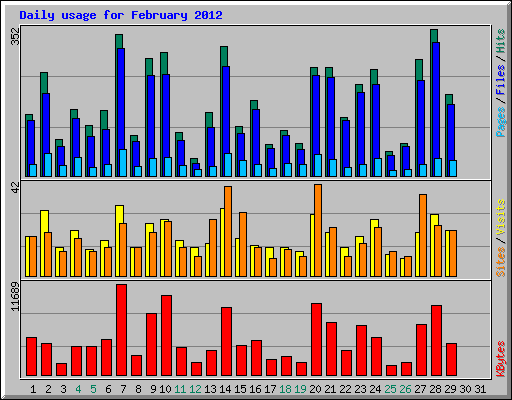 Daily usage for February 2012
352
Pages / Files / Hits
42
Sites / Visits
11689
KBytes
1 2 3 4 5 6 7 8 9 10 11 12 13 14 15 16 17 18 19 20 21 22 23 24 25 26 27 28 29 30 31